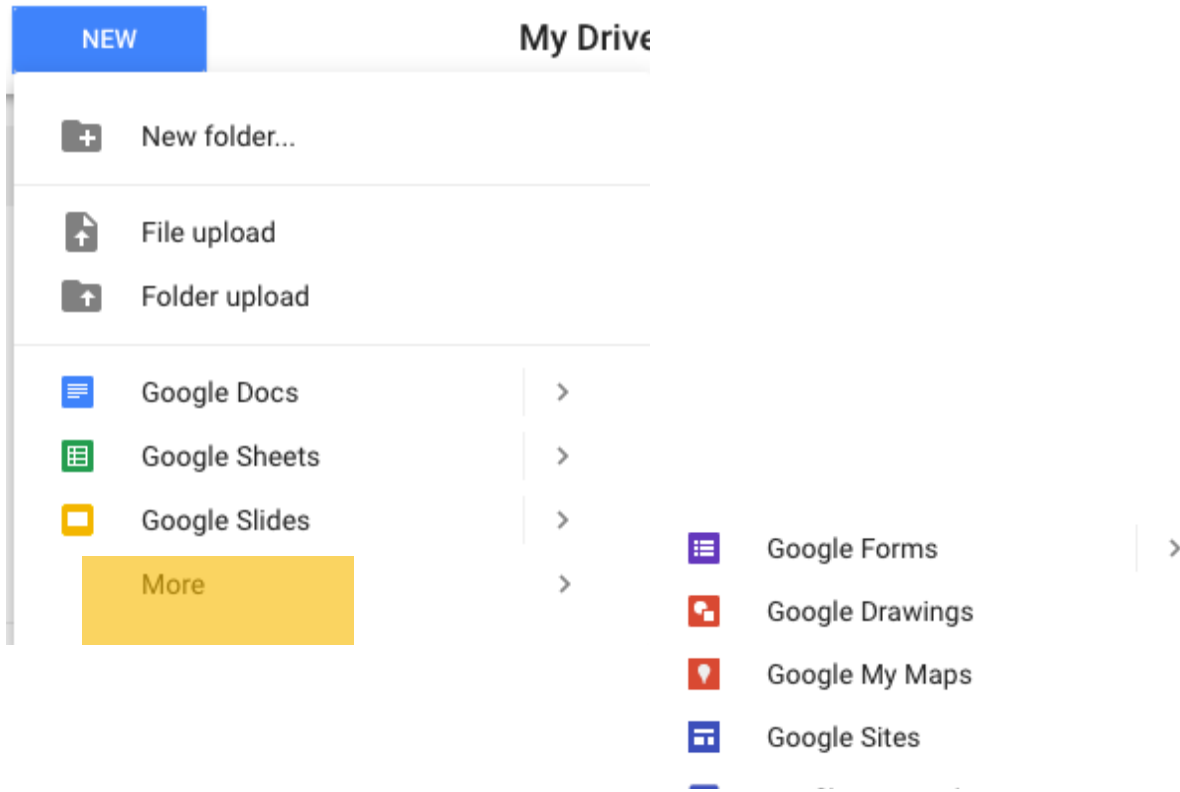 NEW
My Drive
New folder...
File upload
Folder upload
Google Docs
Google Sheets
Google Slides
More
Google Forms
Google Drawings
Google My Maps
Google Sites